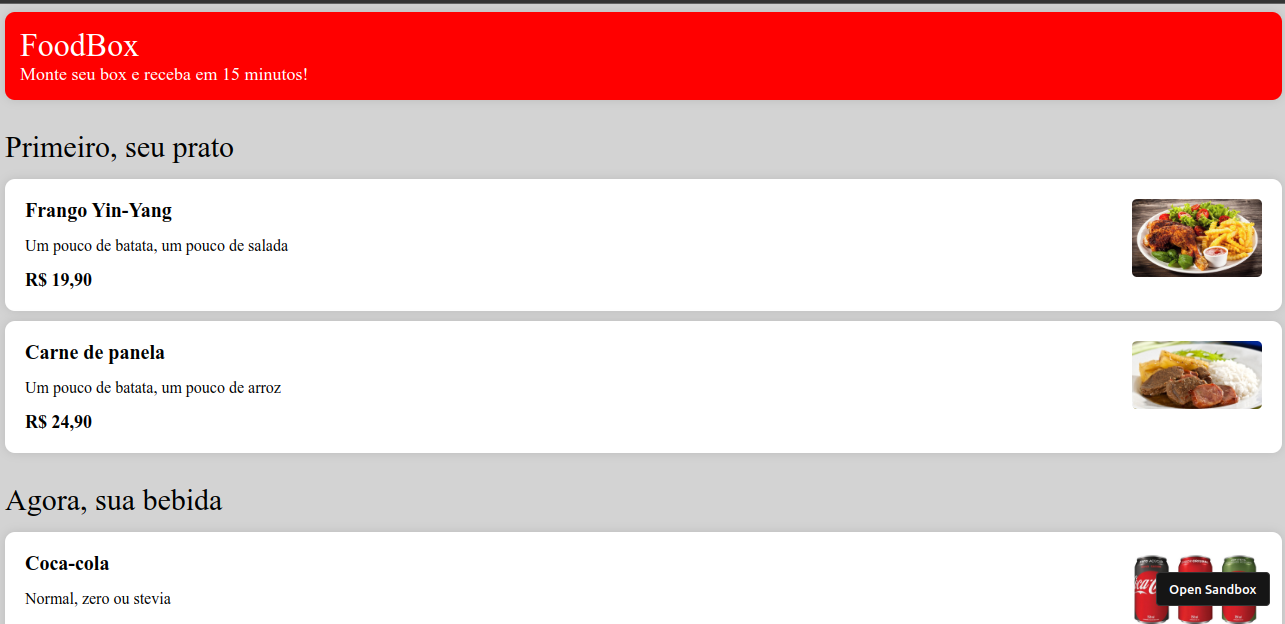 FoodBox
Monte seu box e receba em 15 minutos!
Primeiro, seu prato
Frango Yin-Yang
Um pouco de batata, um pouco de salada
R$ 19,90
Carne de panela
Um pouco de batata, um pouco de arroz
R$ 24,90
Agora, sua bebida
Coca-cola
Normal, zero ou stevia
Open Sandbox